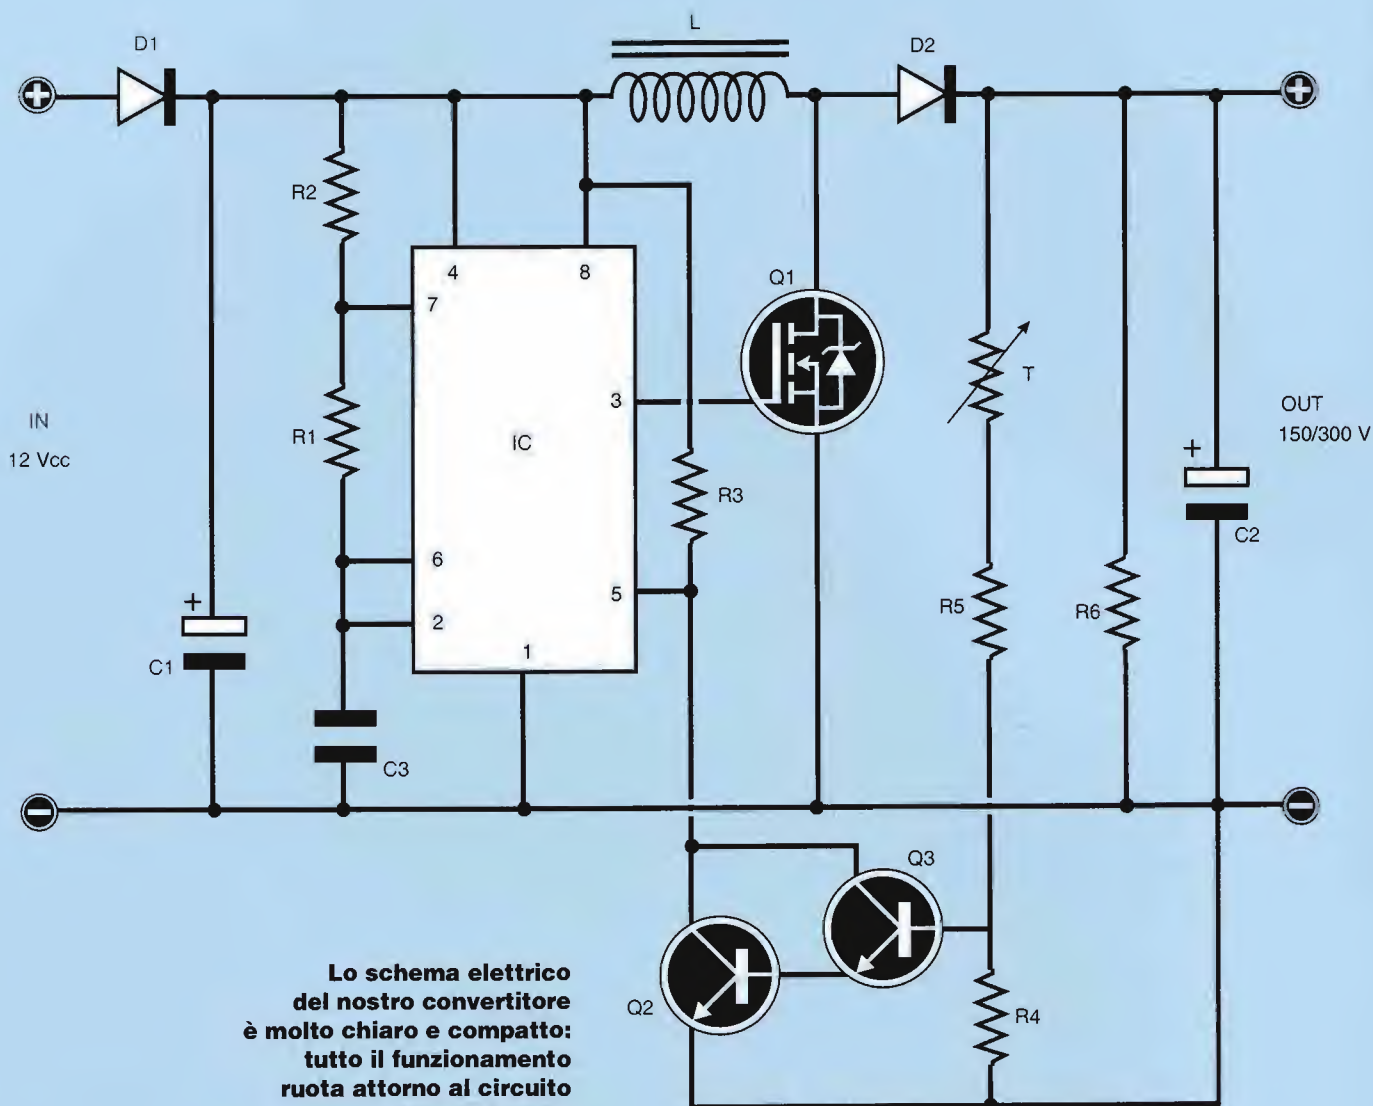 L
D1
D2
+
+
R2
4
8
Q1
7
3
T
IN
12 Vcc
R1
IC
OUT
150/300 V
R3
+
C2
6
5
R5
R6
+
2
C1
1
C3
−
−
Q3
Lo schema elettrico
del nostro convertitore
è molto chiaro e compatto:
tutto il funzionamento
ruota attorno al circuito
Q2
R4